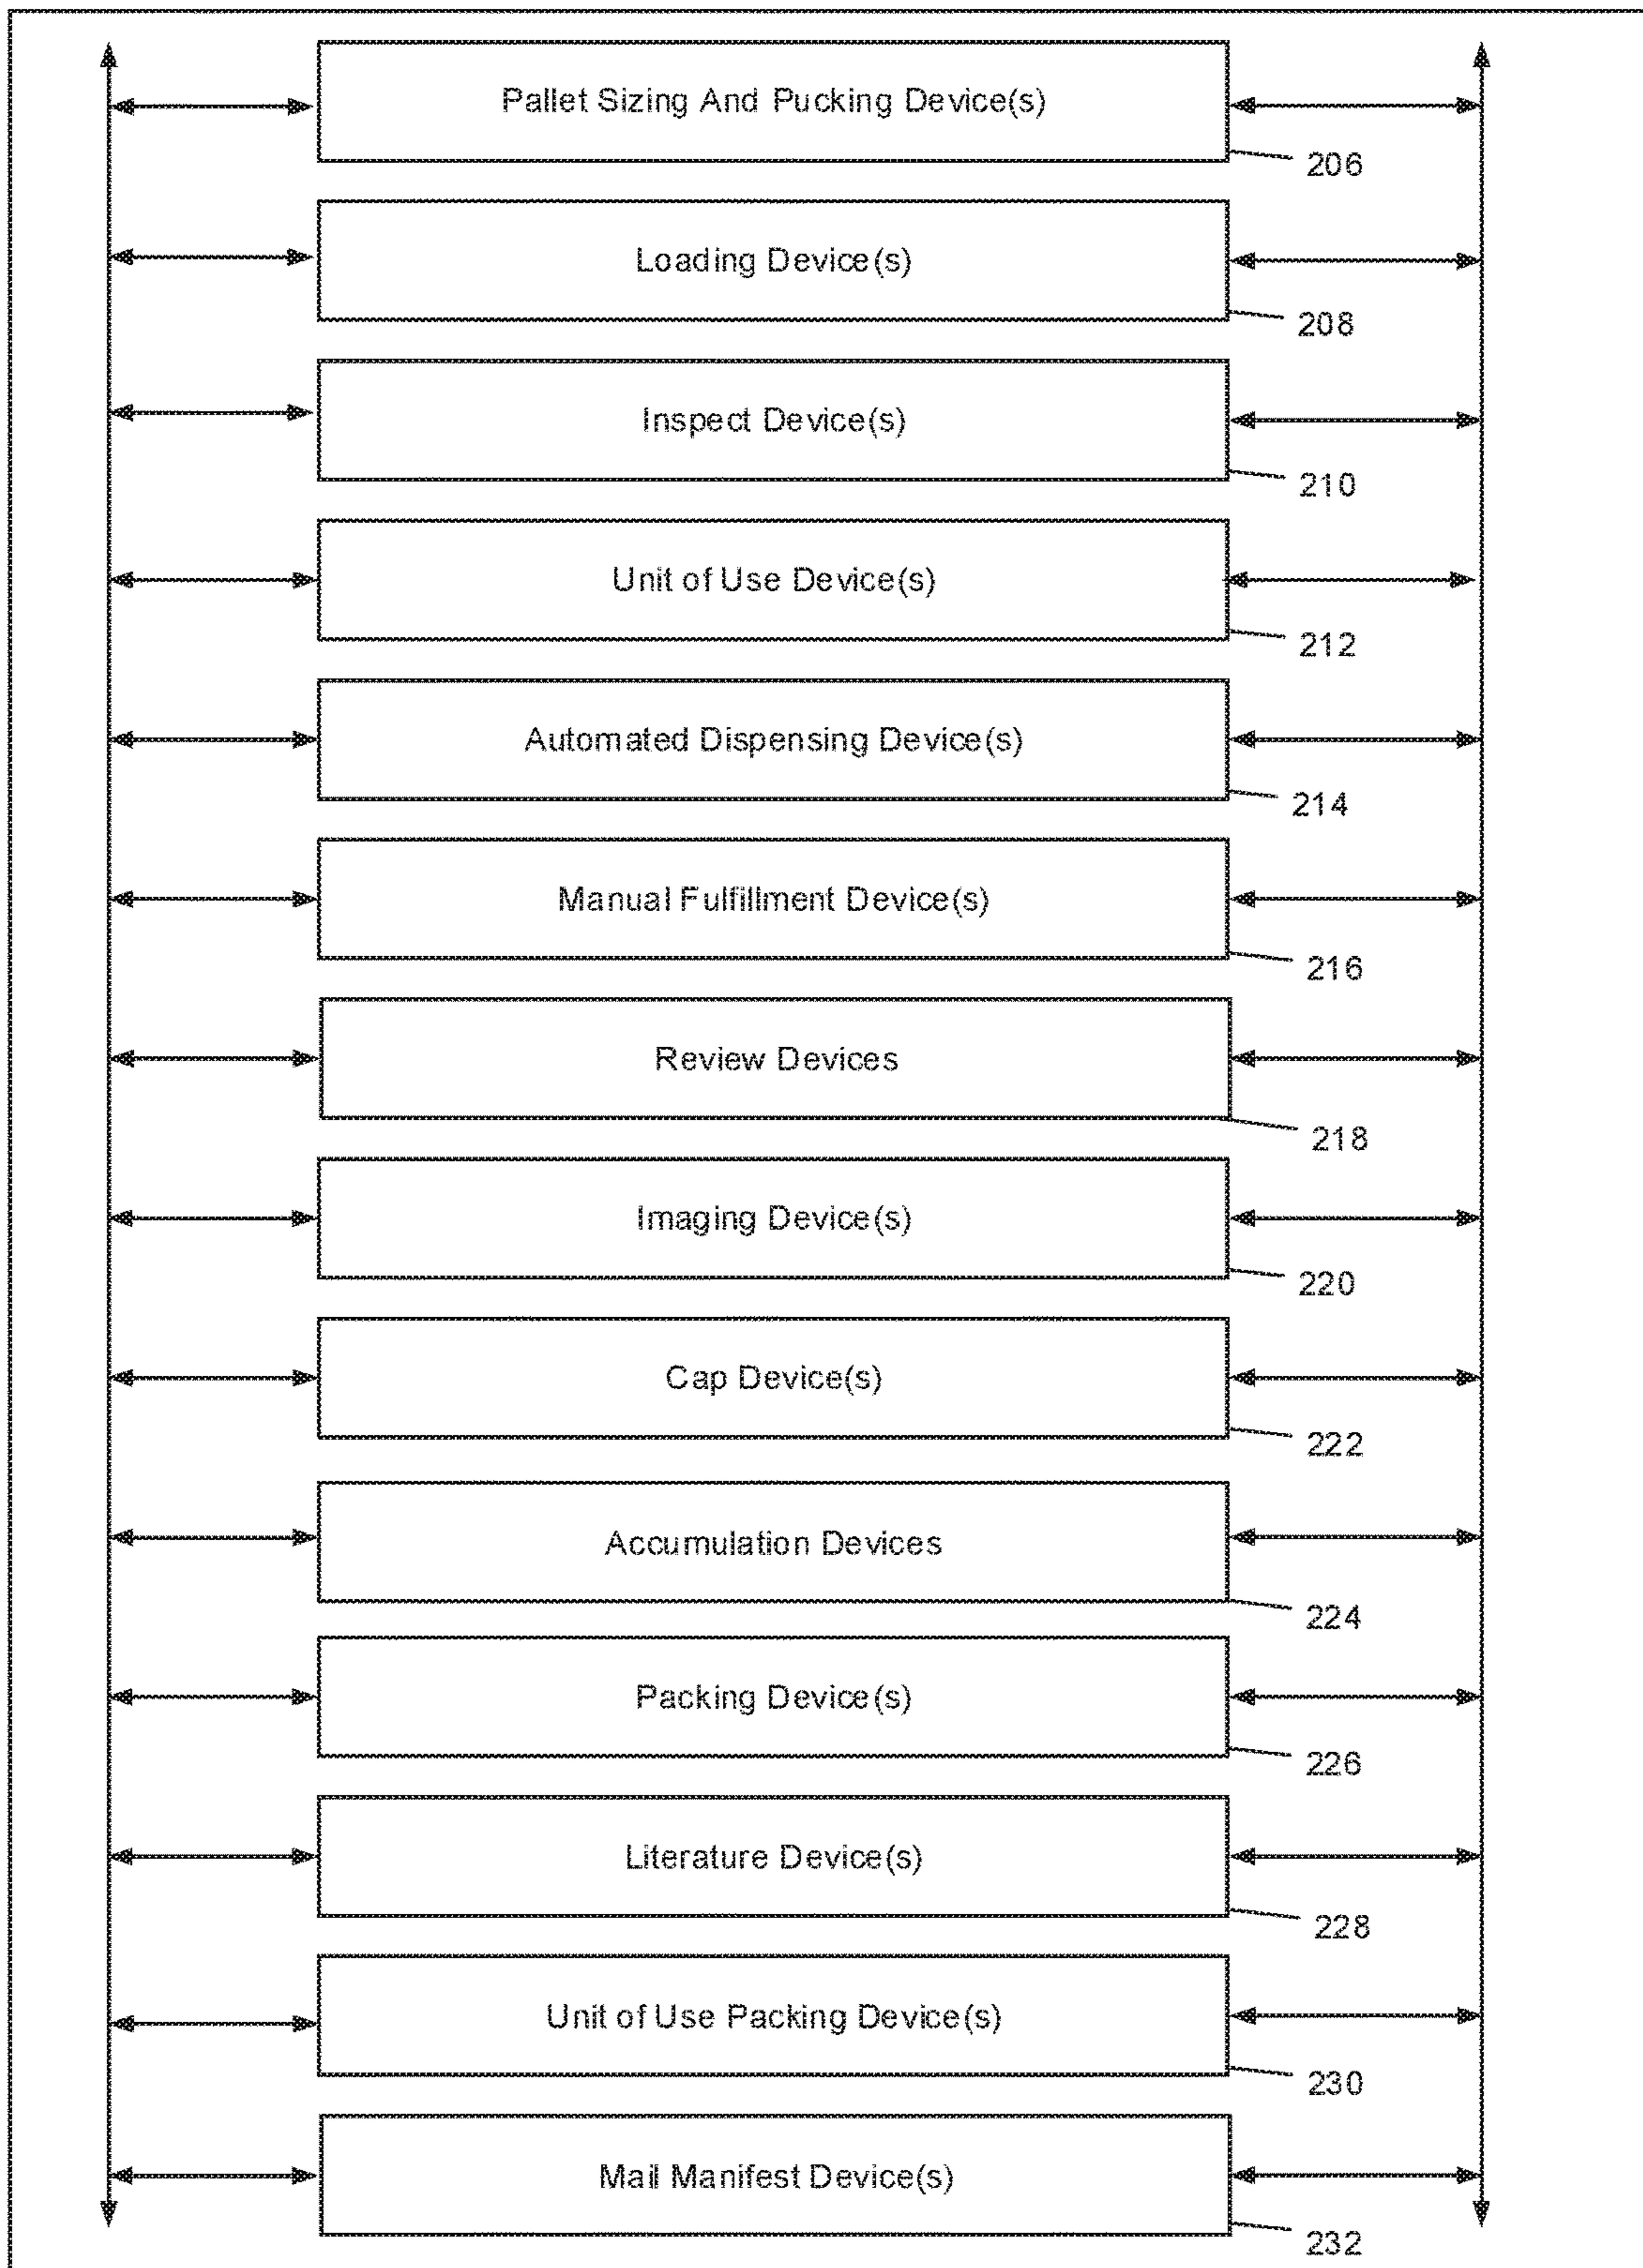 Pallet Sizing And Pucking Device(s)
206
Loading Device(s)
208
Inspect Device(s)
210
Unit of Use Device(s)
212
Automated Dispensing Device(s)
214
Manual Fulfillment Device(s)
216
Review Devices
218
Imaging Device(s)
220
Cap Device(s)
222
Accumulation Devices
224
Packing Device(s)
226
Literature Device(s)
228
Unit of Use Packing Device(s)
230
Mail Manifest Device(s)
232